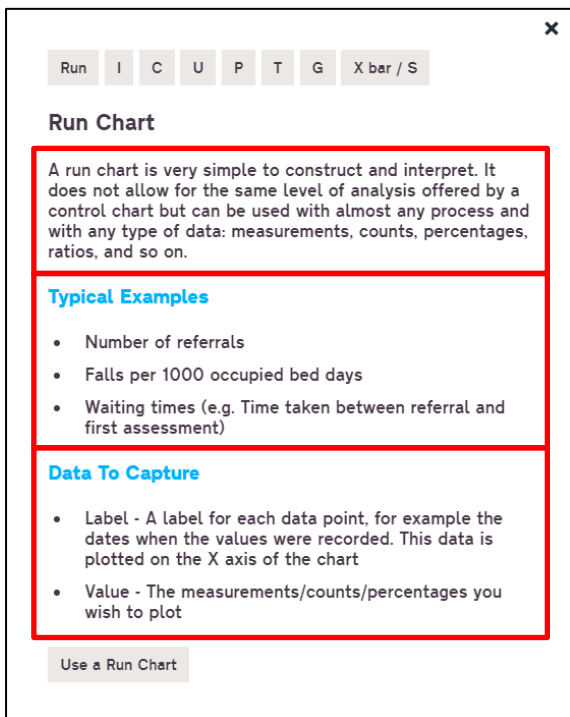 ×
Run I C U P T G X bar / S
Run Chart
A run chart is very simple to construct and interpret. It
does not allow for the same level of analysis offered by a
control chart but can be used with almost any process and
with any type of data: measurements, counts, percentages,
ratios, and so on.
Typical Examples
• Number of referrals
• Falls per 1000 occupied bed days
• Waiting times (e.g. Time taken between referral and
first assessment)
Data To Capture
• Label - A label for each data point, for example the
dates when the values were recorded. This data is
plotted on the X axis of the chart
• Value - The measurements/counts/percentages you
wish to plot
Use a Run Chart